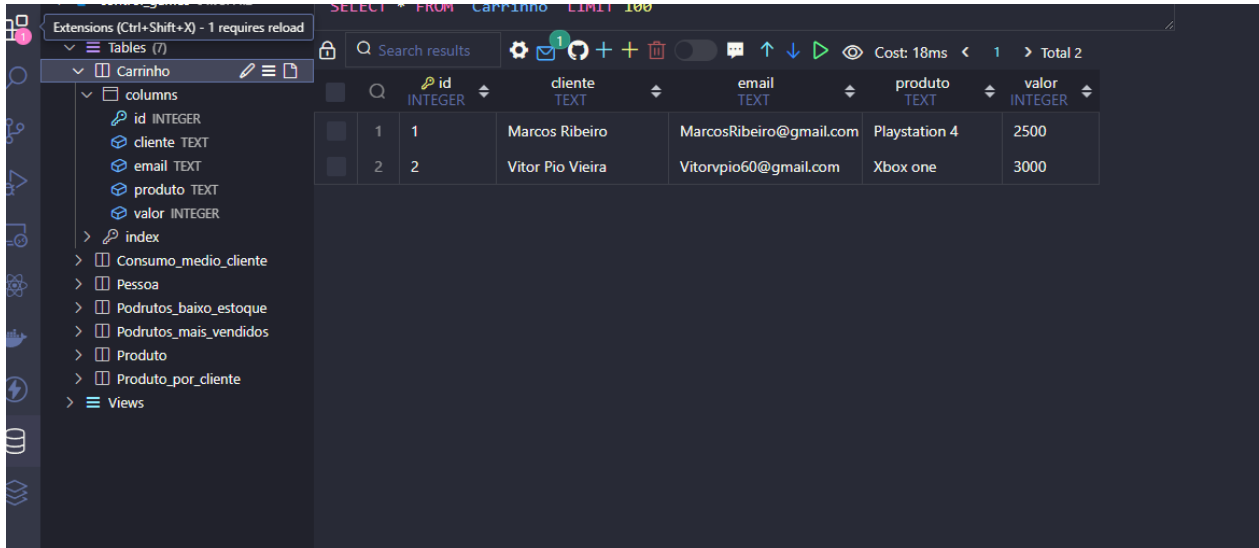 SELECT * FROM Carrinho LIMIT 100
1
Extensions (Ctrl+Shift+X) - 1 requires reload
Tables (7)
Carrinho
columns
id INTEGER
cliente TEXT
email TEXT
produto TEXT
valor INTEGER
index
Consumo_medio_cliente
Pessoa
Podrutos_baixo_estoque
Podrutos_mais_vendidos
Produto
Produto_por_cliente
Views
Search results 1 Cost: 18ms 1 Total 2
id cliente email produto valor
INTEGER TEXT TEXT TEXT INTEGER
1 1 Marcos Ribeiro MarcosRibeiro@gmail.com Playstation 4 2500
2 2 Vitor Pio Vieira Vitorvpio60@gmail.com Xbox one 3000